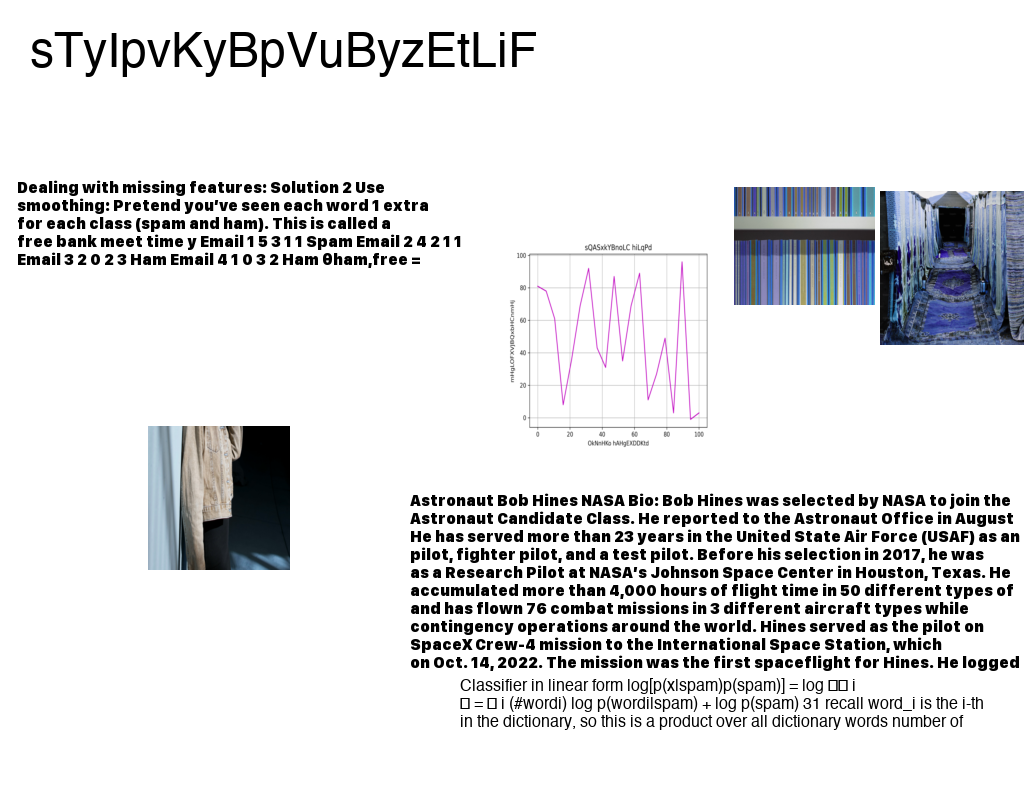 sTyIpvKyBpVuByzEtLiF
Dealing with missing features: Solution 2 Use
smoothing: Pretend you've seen each word 1 extra
for each class (spam and ham). This is called a
free bank meet time y Email 1 5 3 1 1 Spam Email 2 4 2 1 1
Email 3 2 0 2 3 Ham Email 4 1 0 3 2 Ham θham,free =
sQASxkYBnoLC hiLqPd
100
80
60
40
20
0
0 20 40 60 80 100
OkNnHKo hAHgEXDDKtd
Astronaut Bob Hines NASA Bio: Bob Hines was selected by NASA to join the
Astronaut Candidate Class. He reported to the Astronaut Office in August
He has served more than 23 years in the United State Air Force (USAF) as an
pilot, fighter pilot, and a test pilot. Before his selection in 2017, he was
as a Research Pilot at NASA's Johnson Space Center in Houston, Texas. He
accumulated more than 4,000 hours of flight time in 50 different types of
and has flown 76 combat missions in 3 different aircraft types while
contingency operations around the world. Hines served as the pilot on
SpaceX Crew-4 mission to the International Space Station, which
on Oct. 14, 2022. The mission was the first spaceflight for Hines. He logged
Classifier in linear form log[p(x|spam)p(spam)] = log □□ i
□ = □ i (#wordi) log p(wordi|spam) + log p(spam) 31 recall word_i is the i-th
in the dictionary, so this is a product over all dictionary words number of